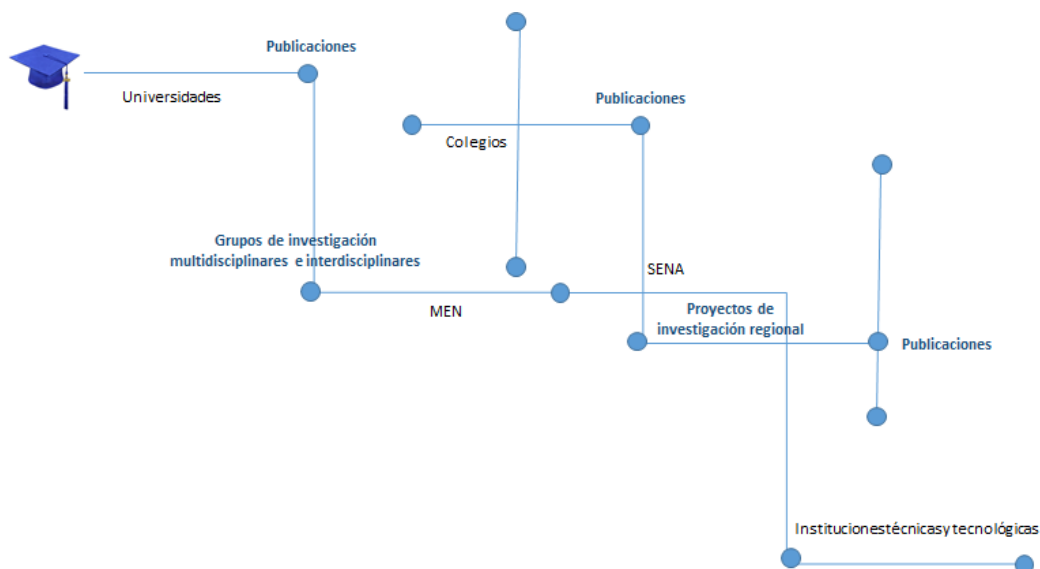 Publicaciones
Universidades
Publicaciones
Colegios
Grupos de investigación
multidisciplinares e interdisciplinares
SENA
MEN
Proyectos de
investigación regional
Publicaciones
Institucionestécnicasytecnológicas